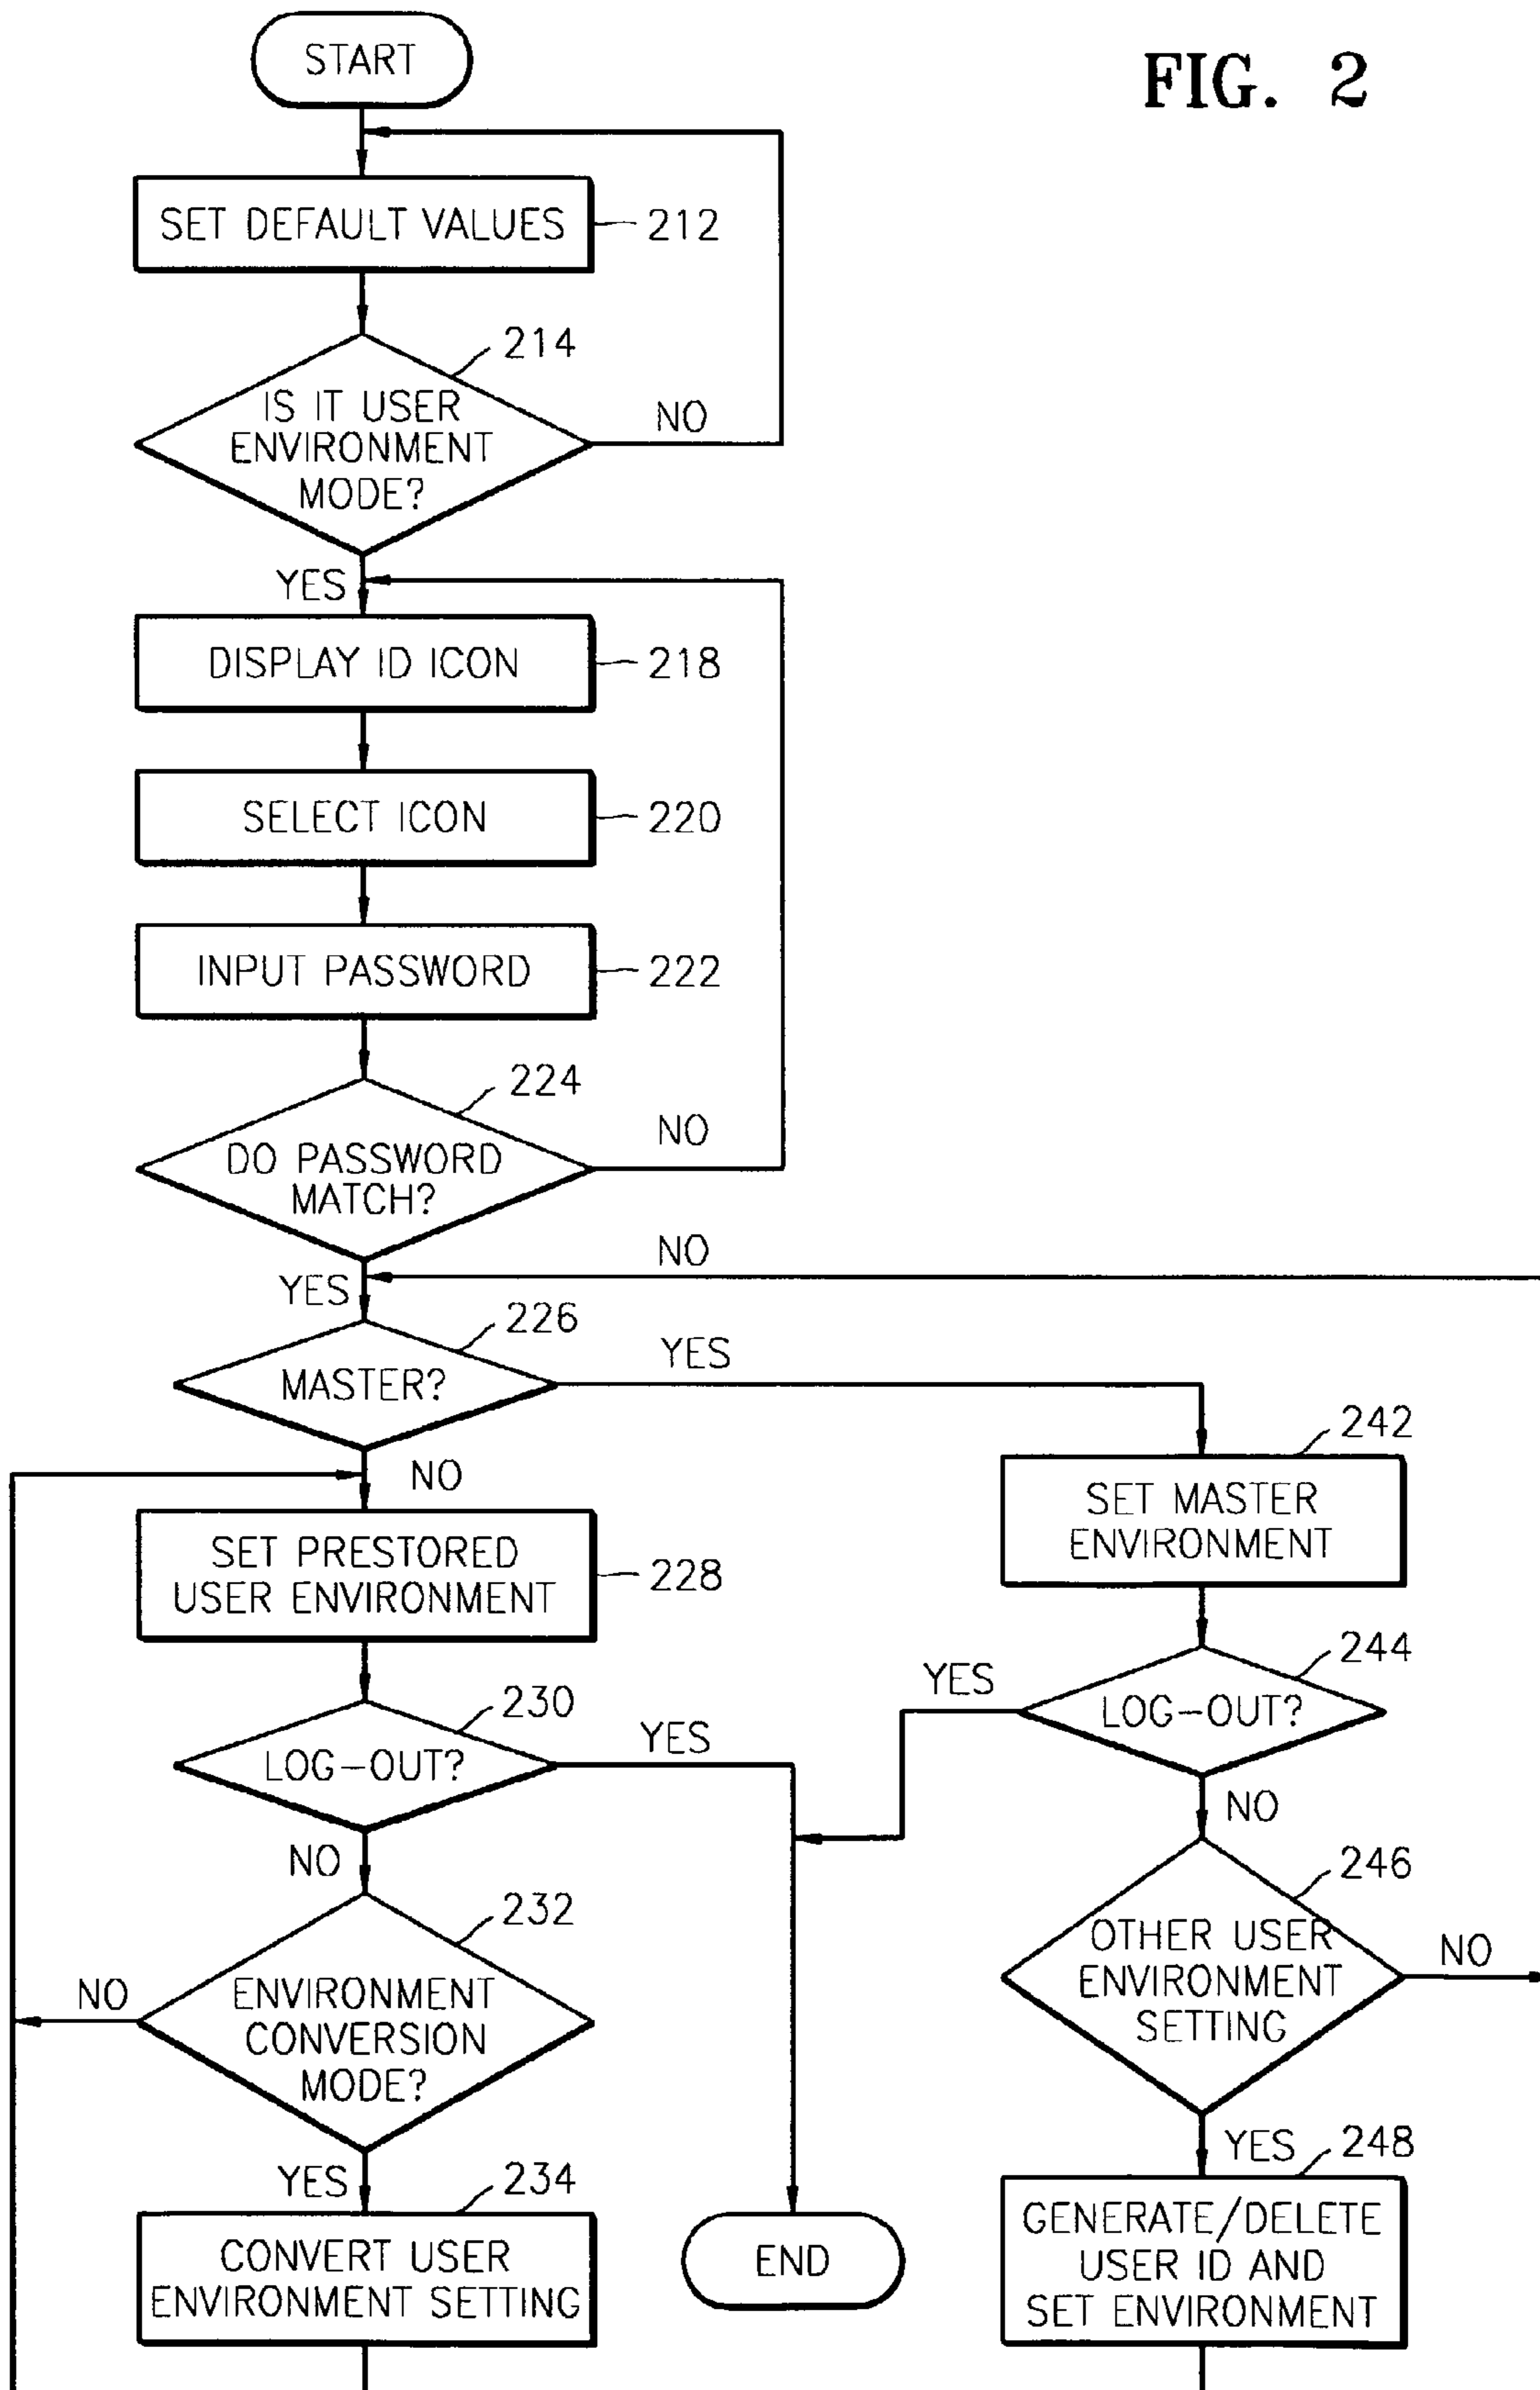 FIG. 2
START
SET DEFAULT VALUES
212
214
IS IT USER
ENVIRONMENT
MODE?
NO
YES
DISPLAY ID ICON
218
SELECT ICON
220
INPUT PASSWORD
222
224
DO PASSWORD
MATCH?
NO
NO
YES
226
MASTER?
YES
NO
242
SET MASTER
ENVIRONMENT
SET PRESTORED
USER ENVIRONMENT
228
244
LOG-OUT?
YES
NO
230
LOG-OUT?
YES
NO
246
OTHER USER
ENVIRONMENT
SETTING
NO
YES
232
ENVIRONMENT
CONVERSION
MODE?
NO
YES
234
CONVERT USER
ENVIRONMENT SETTING
END
248
GENERATE/DELETE
USER ID AND
SET ENVIRONMENT